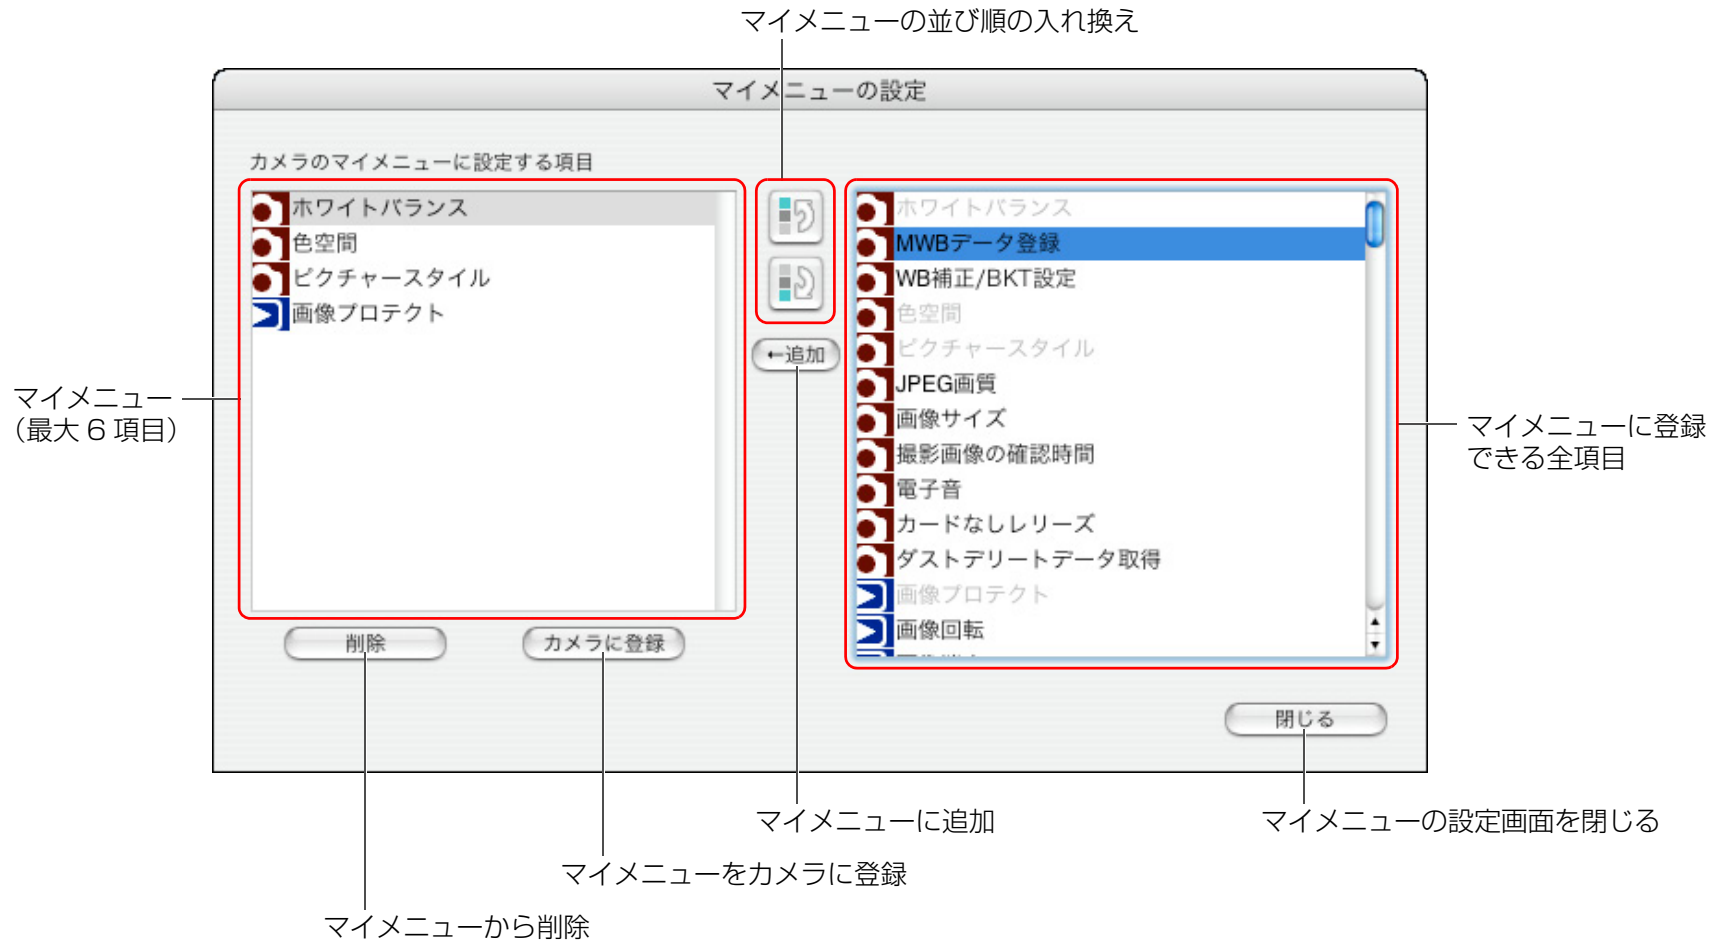 マイメニューの並び順の入れ換え
マイメニューの設定
カメラのマイメニューに設定する項目
ホワイトバランス
色空間
ピクチャースタイル
画像プロテクト
←追加
ホワイトバランス
MWBデータ登録
WB補正/BKT設定
色空間
ピクチャースタイル
JPEG画質
画像サイズ
撮影画像の確認時間
電子音
カードなしレリーズ
ダストデリートデータ取得
画像プロテクト
画像回転
マイメニュー
（最大 6 項目）
マイメニューに登録
できる全項目
削除
カメラに登録
閉じる
マイメニューに追加
マイメニューの設定画面を閉じる
マイメニューをカメラに登録
マイメニューから削除